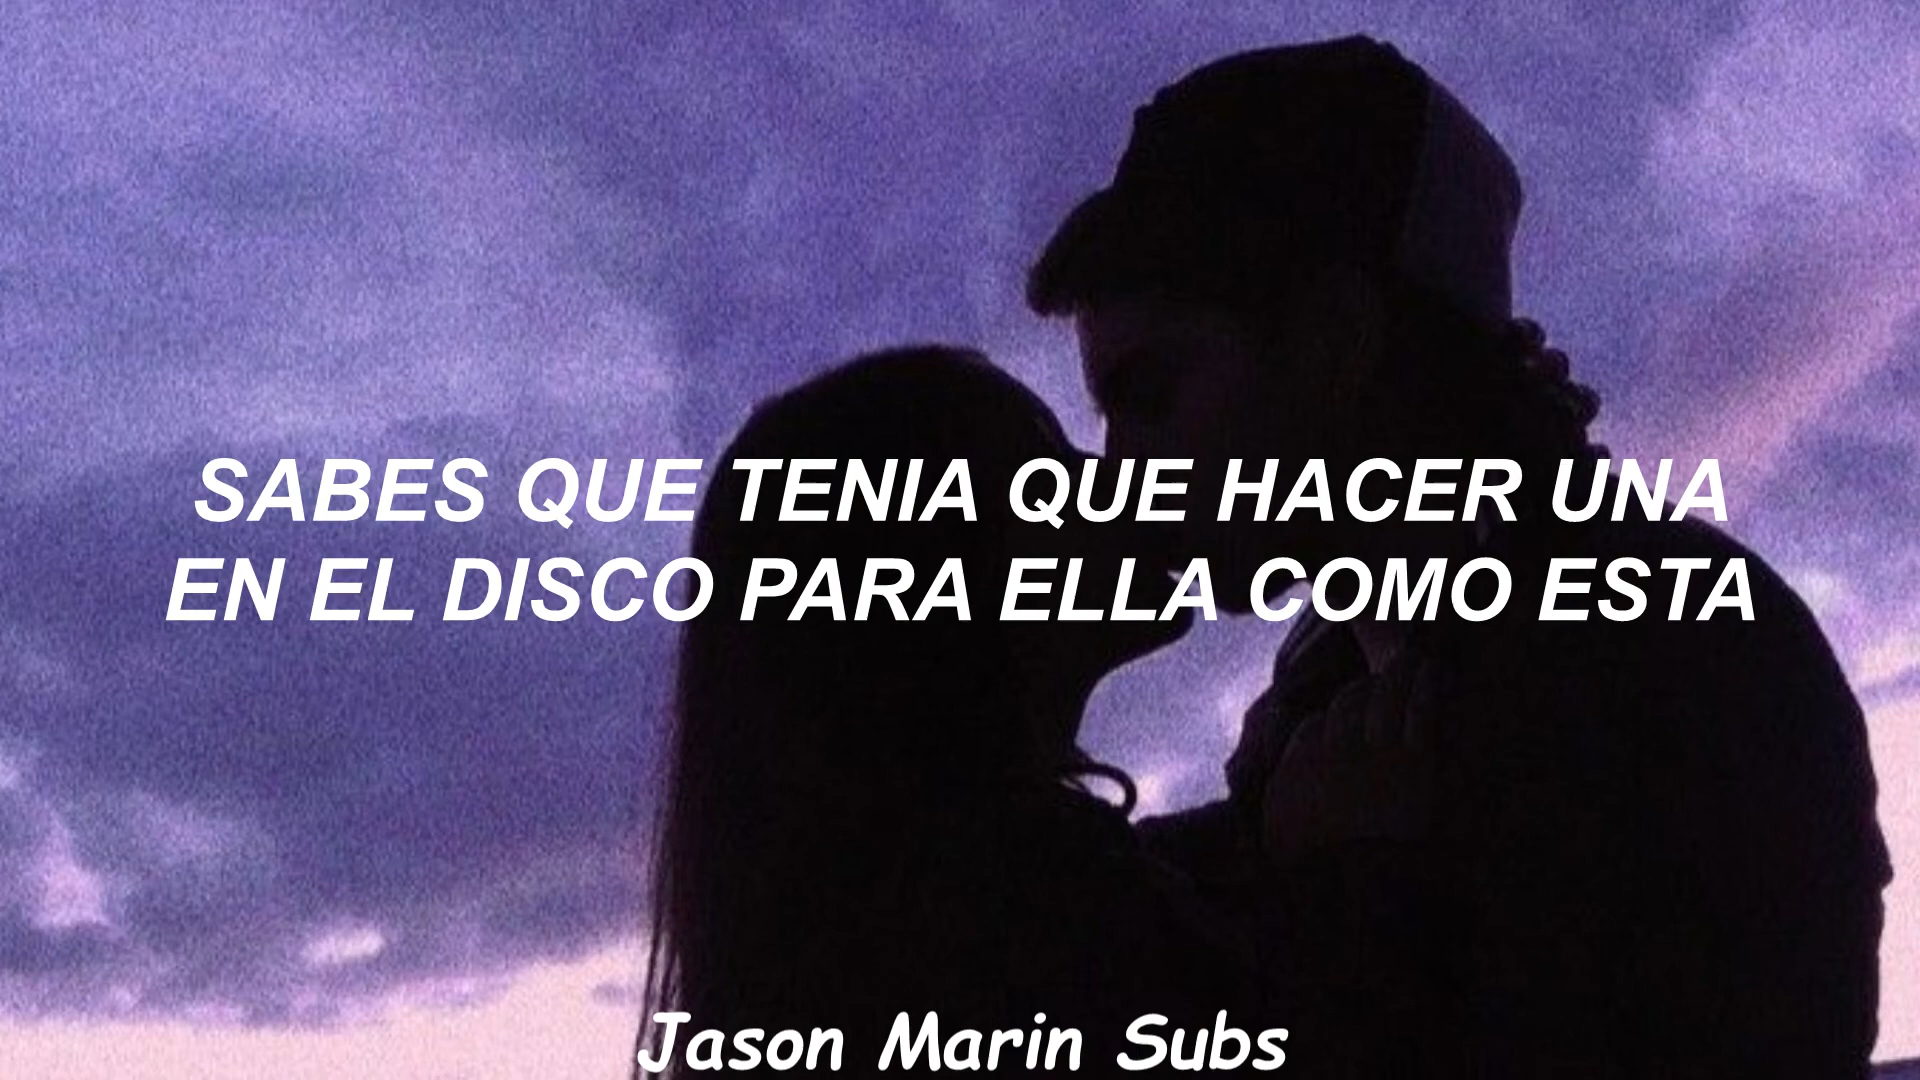 SABES QUE TENIA QUE HACER UNA
EN EL DISCO PARA ELLA COMO ESTA
Jason Marin Subs